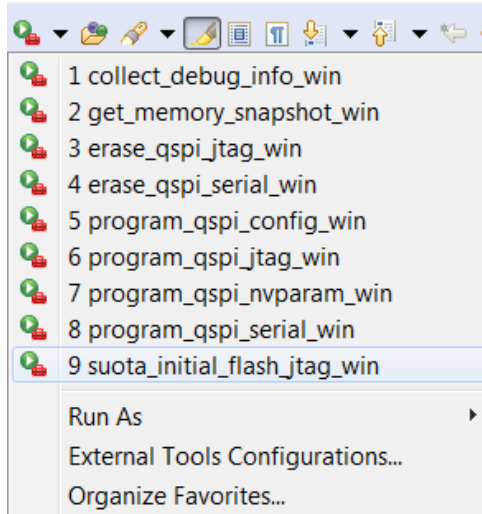 1 collect_debug_info_win
2 get_memory_snapshot_win
3 erase_qspi_jtag_win
4 erase_qspi_serial_win
5 program_qspi_config_win
6 program_qspi_jtag_win
7 program_qspi_nvparam_win
8 program_qspi_serial_win
9 suota_initial_flash_jtag_win
Run As
External Tools Configurations...
Organize Favorites...